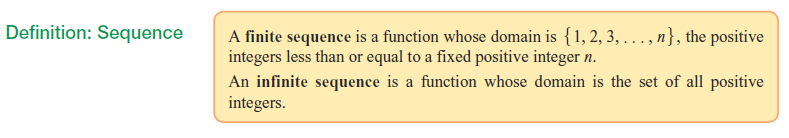 Definition: Sequence
A finite sequence is a function whose domain is {1, 2, 3, . . . , n}, the positive
integers less than or equal to a fixed positive integer n.
An infinite sequence is a function whose domain is the set of all positive
integers.